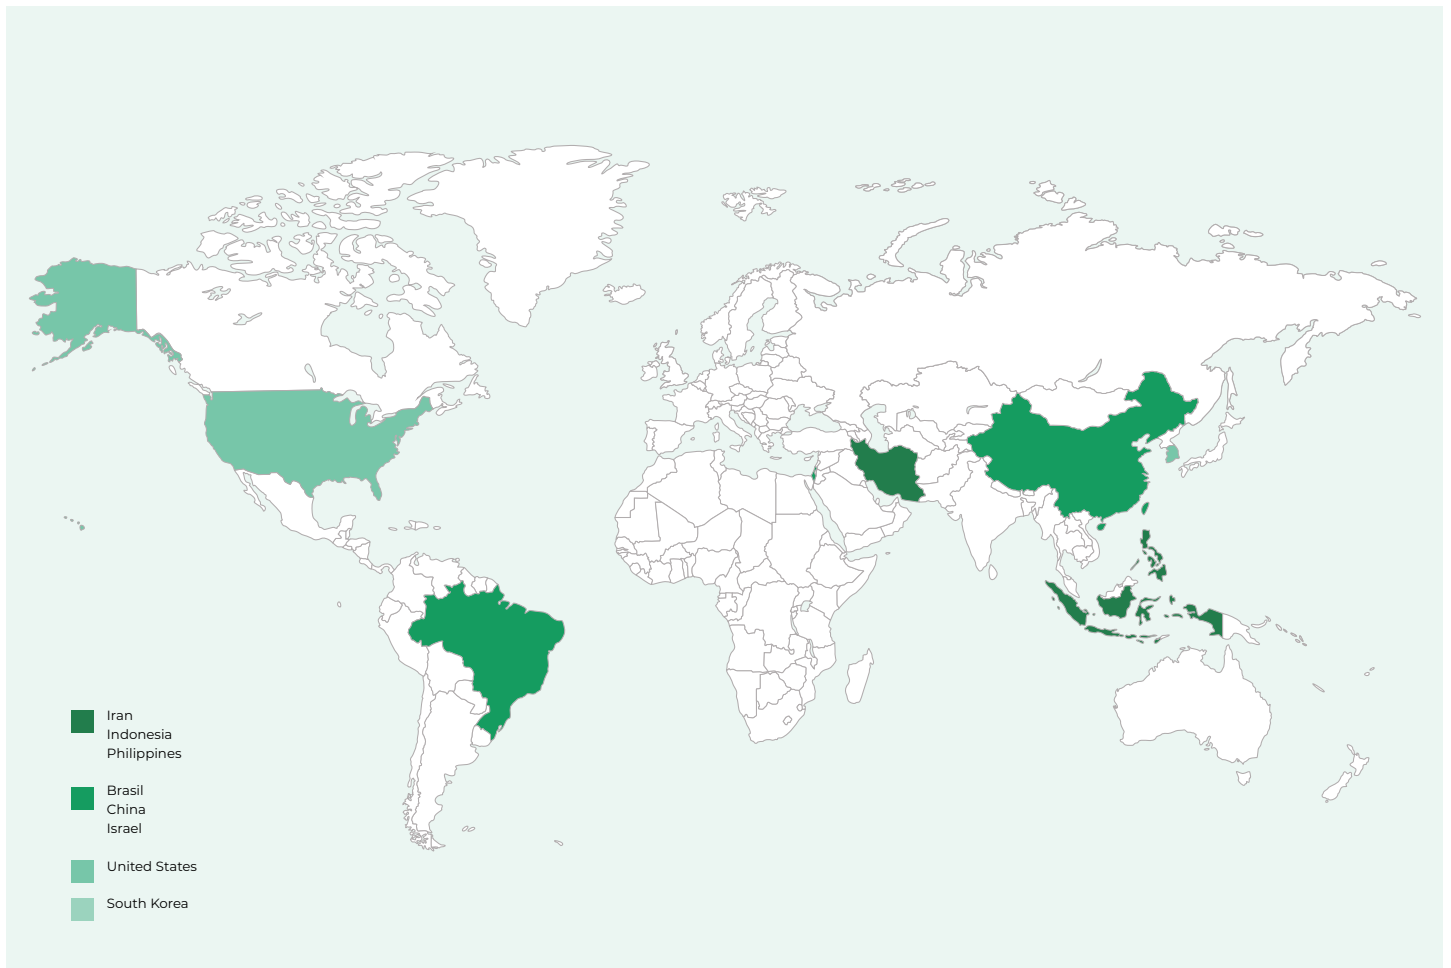 Iran
Indonesia
Philippines
Brasil
China
Israel
United States
South Korea